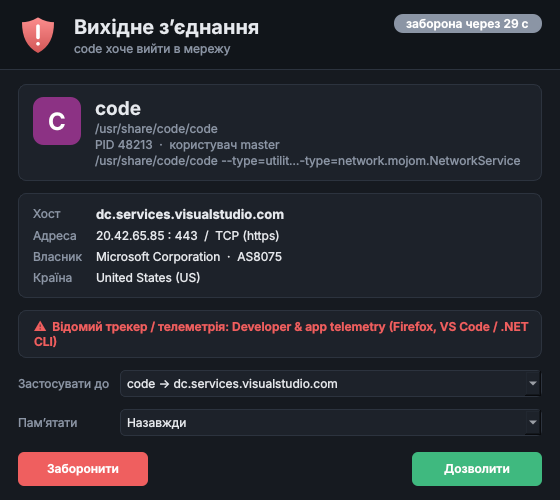 Вихідне з’єднання
code хоче вийти в мережу
заборона через 29 с
C
code
/usr/share/code/code
PID 48213 · користувач master
/usr/share/code/code --type=utilit...-type=network.mojom.NetworkService
Хост dc.services.visualstudio.com
Адреса 20.42.65.85 : 443 / TCP (https)
Власник Microsoft Corporation · AS8075
Країна United States (US)
⚠ Відомий трекер / телеметрія: Developer & app telemetry (Firefox, VS Code / .NET
CLI)
Застосувати до code → dc.services.visualstudio.com
Пам’ятати Назавжди
Заборонити Дозволити